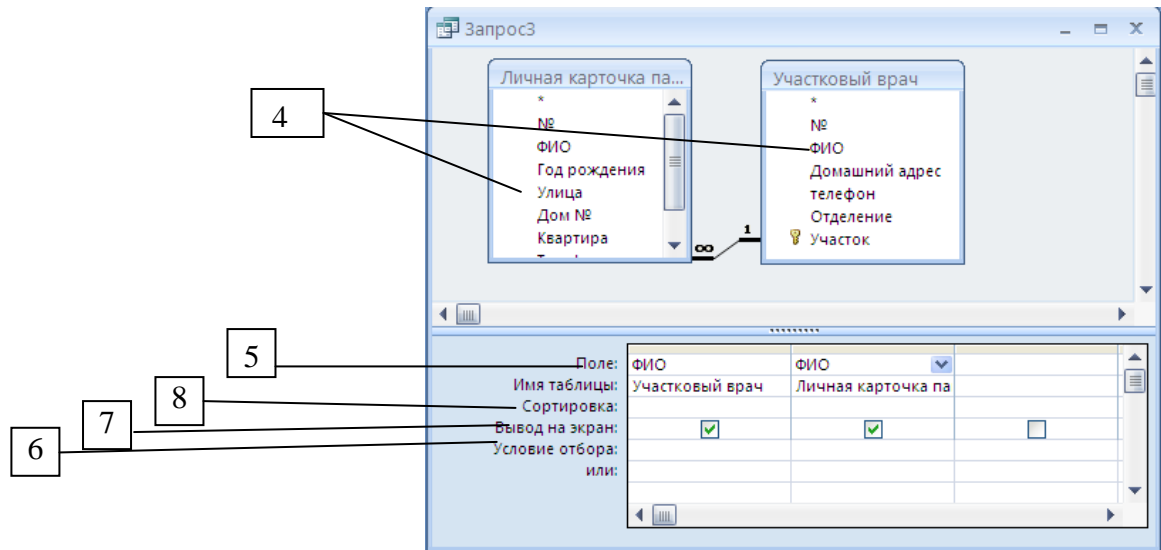 Запрос3
Личная карточка па...
*
№
ФИО
Год рождения
Улица
Дом №
Квартира
∞
1
Участковый врач
*
№
ФИО
Домашний адрес
телефон
Отделение
Участок
4
5
8
7
6
Поле: ФИО ФИО
Имя таблицы: Участковый врач Личная карточка па
Сортировка:
Вывод на экран:
Условие отбора:
или: